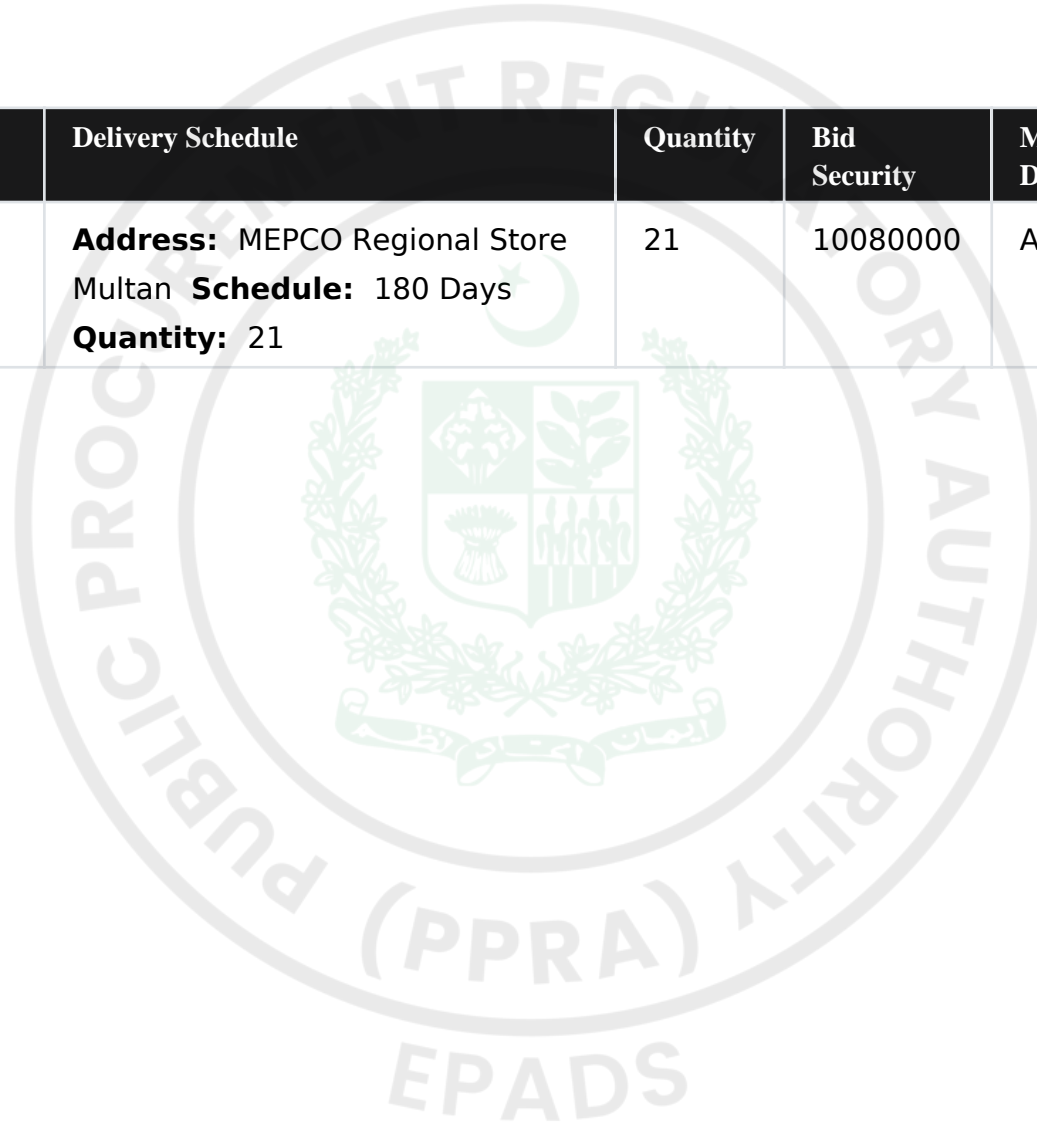 Delivery Schedule Quantity Bid Security M
D
Address: MEPCO Regional Store
Multan Schedule: 180 Days
Quantity: 21
21
10080000
A
PUBLIC PROCUREMENT REGULATORY AUTHORITY
(PPRA)
EPADS